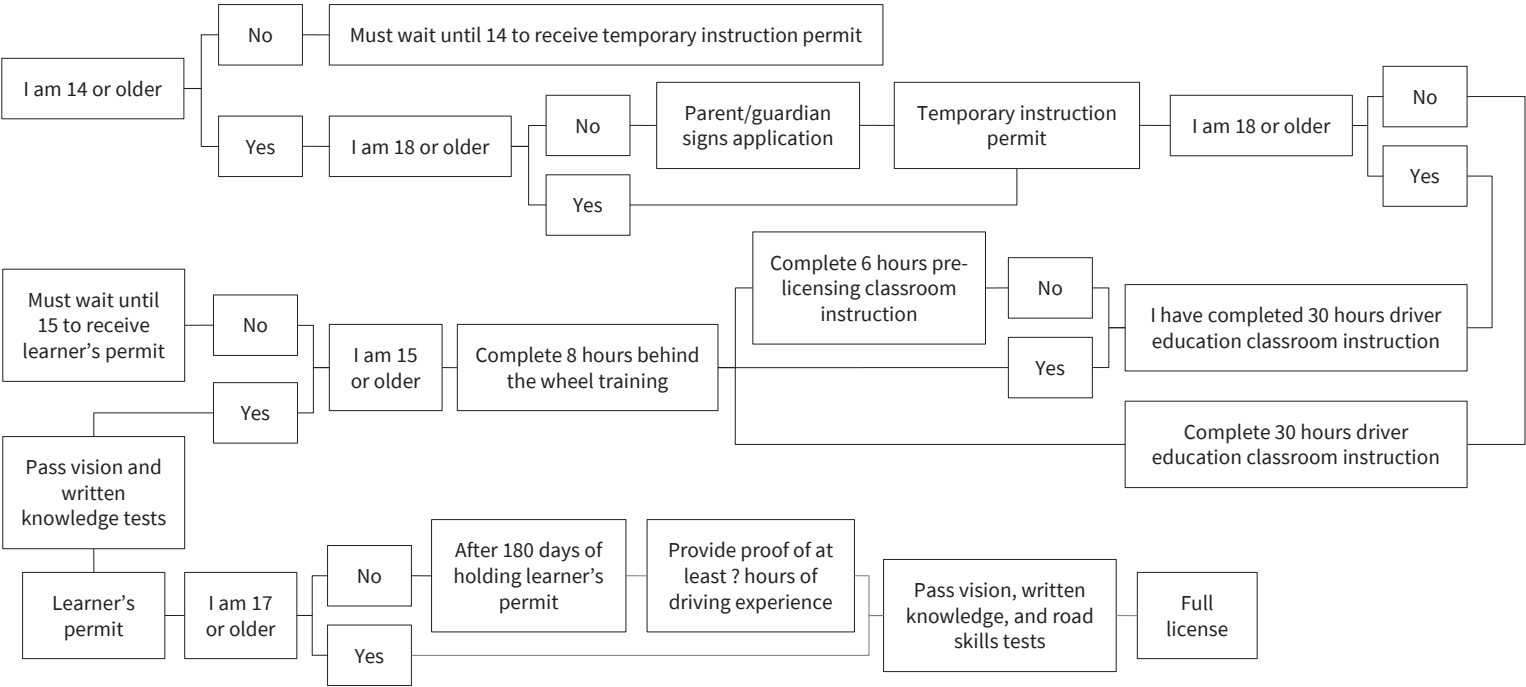 No
Must wait until 14 to receive temporary instruction permit
I am 14 or older
Yes
I am 18 or older
No
Yes
Parent/guardian
signs application
Temporary instruction
permit
I am 18 or older
No
Yes
I have completed 30 hours driver
education classroom instruction
No
Yes
Complete 6 hours pre-
licensing classroom
instruction
Complete 30 hours driver
education classroom instruction
Complete 8 hours behind
the wheel training
I am 15
or older
No
Must wait until
15 to receive
learner's permit
Yes
Pass vision and
written
knowledge tests
Learner's
permit
I am 17
or older
No
After 180 days of
holding learner's
permit
Provide proof of at
least ? hours of
driving experience
Yes
Pass vision, written
knowledge, and road
skills tests
Full
license